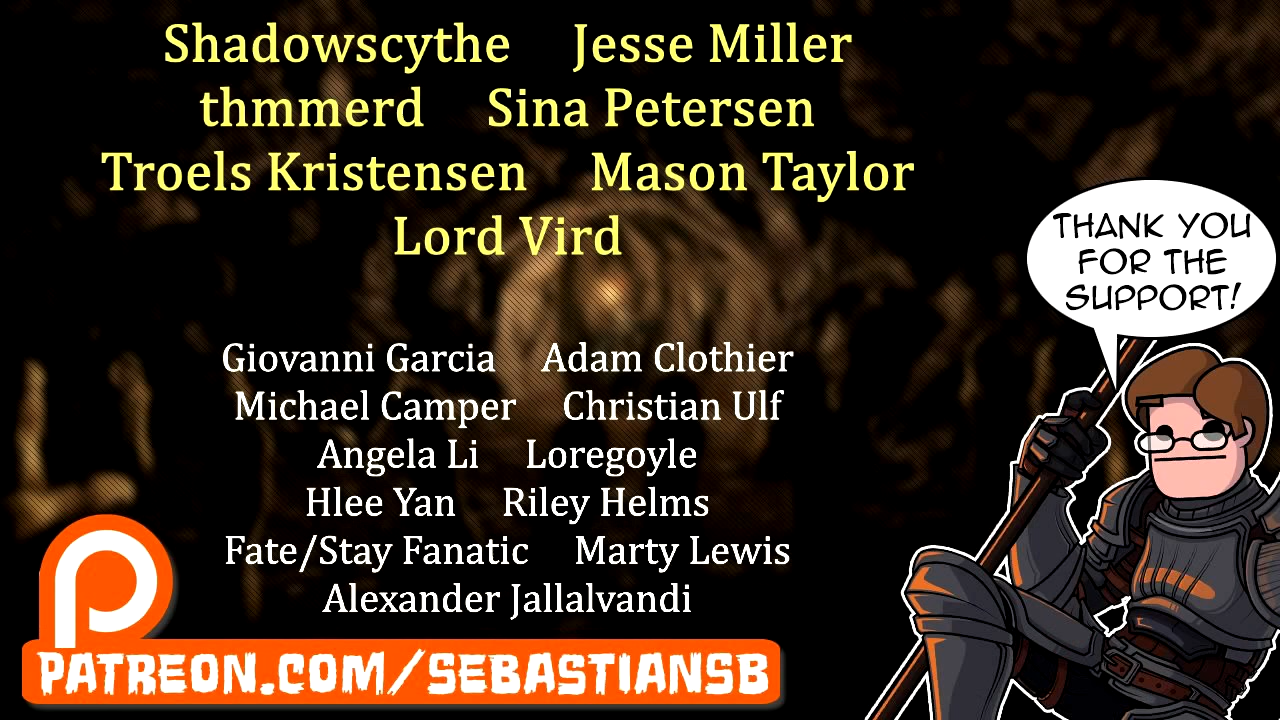 Shadowscythe Jesse Miller
thmmerd Sina Petersen
Troels Kristensen Mason Taylor
Lord Vird
THANK YOU
FOR THE
SUPPORT!
Giovanni Garcia Adam Clothier
Michael Camper Christian Ulf
Angela Li Loregoyle
Hlee Yan Riley Helms
Fate/Stay Fanatic Marty Lewis
Alexander Jallalvandi
PATREON.COM/SEBASTIANSB